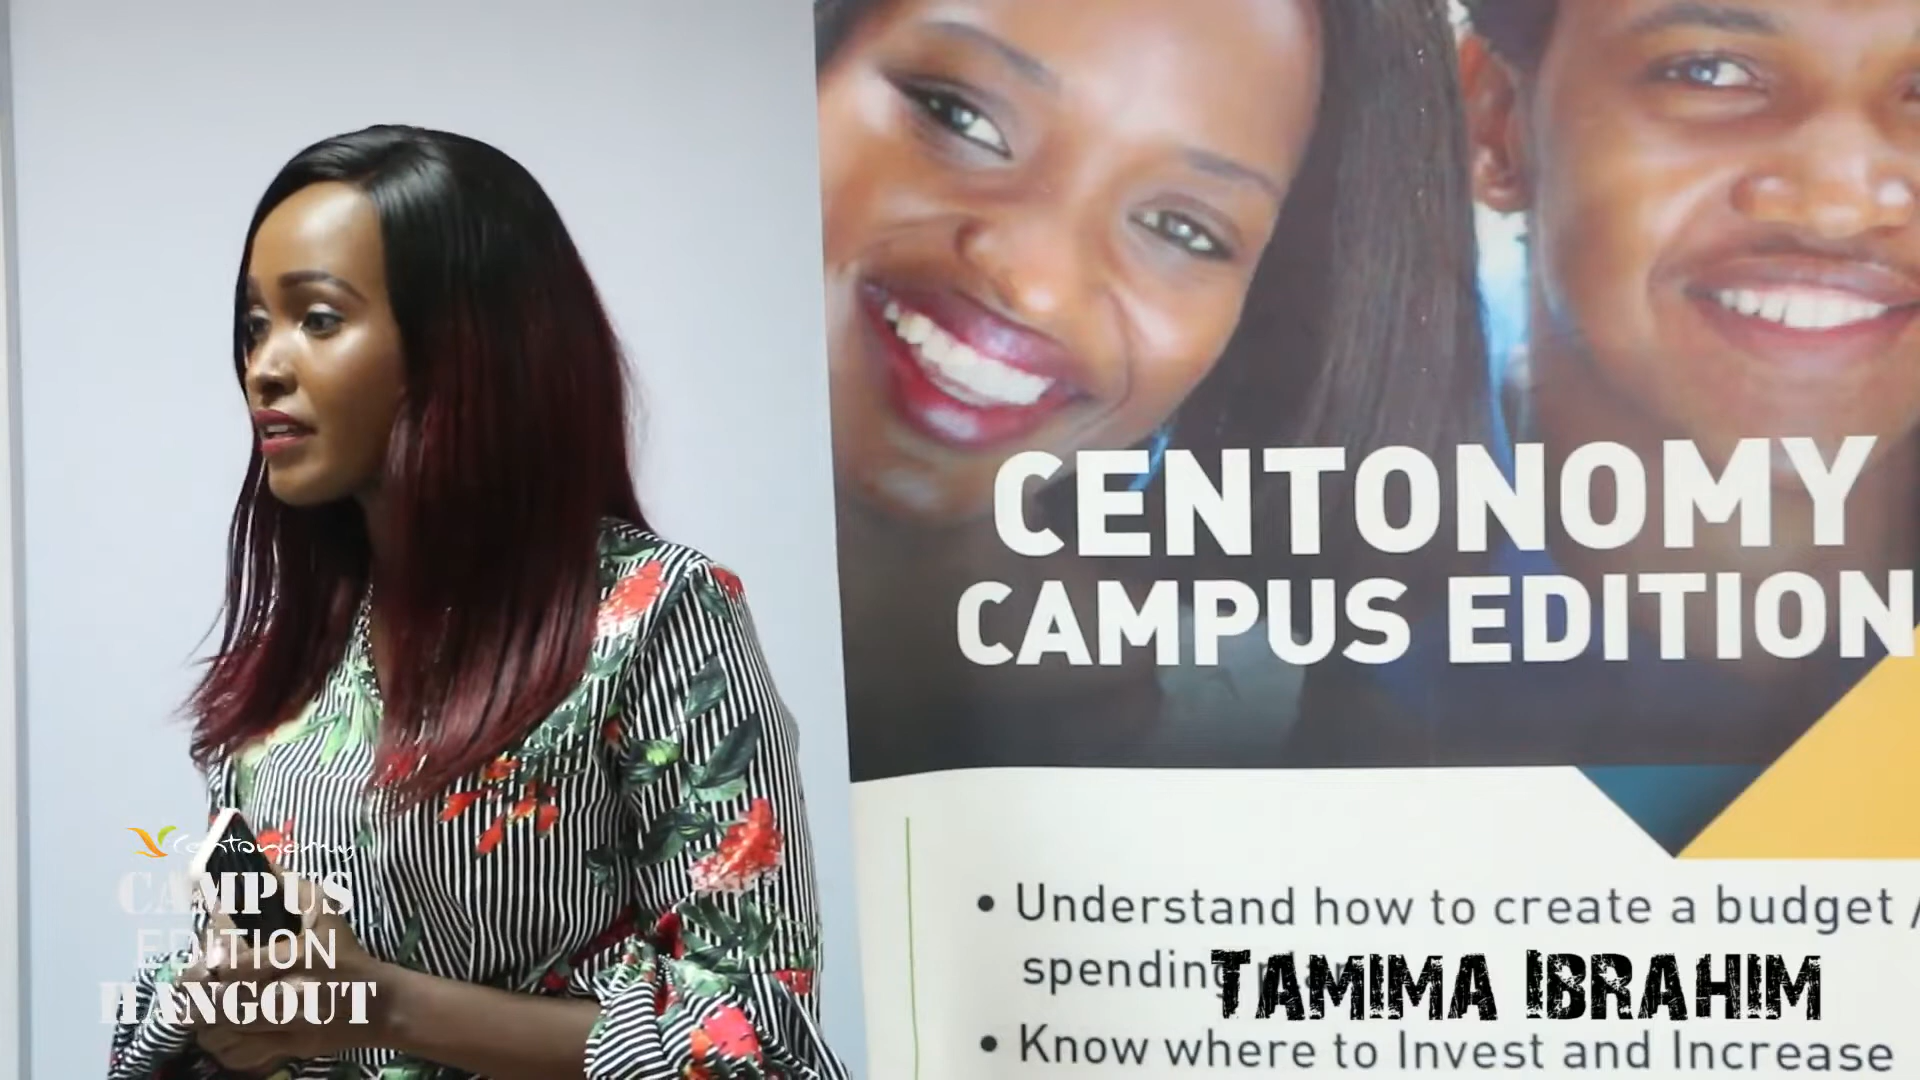 CENTONOMY
CAMPUS EDITION
• Understand how to create a budget /
spending plan
• Know where to Invest and Increase
TAMIMA IBRAHIM
centonomy
CAMPUS
EDITION
HANGOUT